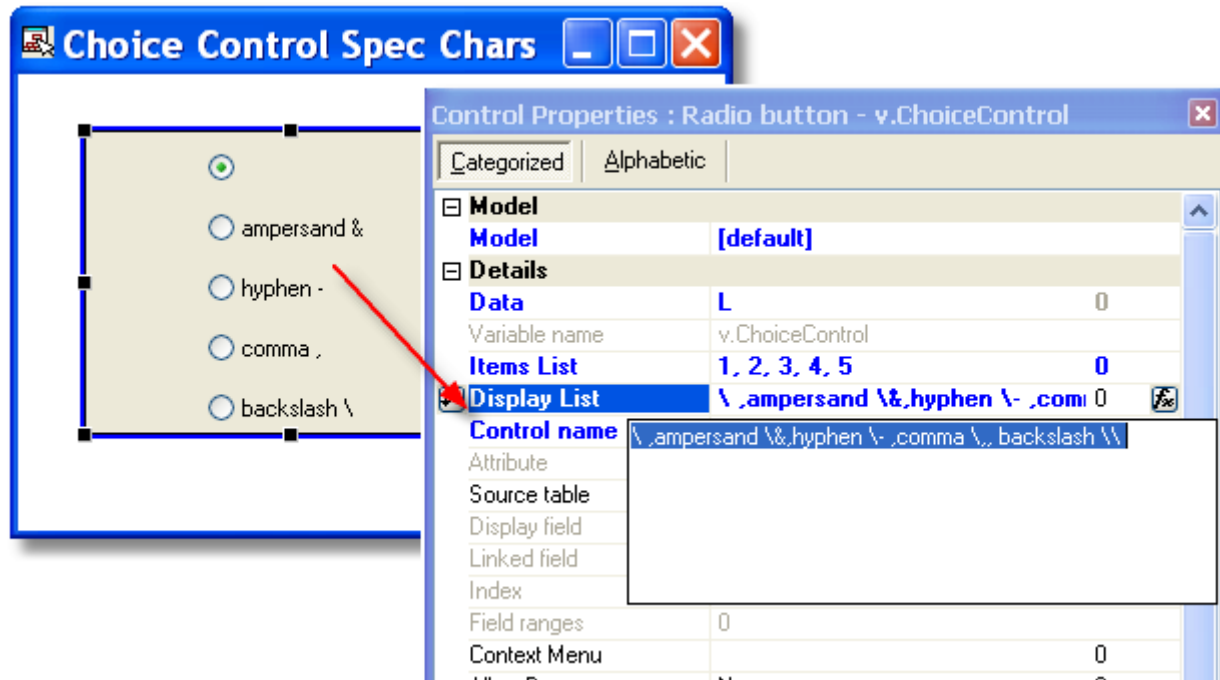 Choice Control Spec Chars
ampersand &
hyphen -
comma ,
backslash \
Control Properties : Radio button - v.ChoiceControl
Categorized Alphabetic
Model
Model [default]
Details
Data L 0
Variable name v.ChoiceControl
Items List 1, 2, 3, 4, 5 0
Display List \ ,ampersand \&,hyphen \- ,comi 0
Control name
\ ,ampersand \&,hyphen \- ,comma \,, backslash \\
Attribute
Source table
Display field
Linked field
Index
Field ranges 0
Context Menu 0